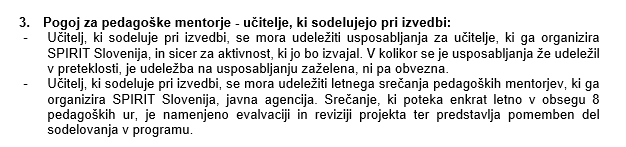 3. Pogoj za pedagoške mentorje - učitelje, ki sodelujejo pri izvedbi:
- Učitelj, ki sodeluje pri izvedbi, se mora udeležiti usposabljanja za učitelje, ki ga organizira
SPIRIT Slovenija, in sicer za aktivnost, ki jo bo izvajal. V kolikor se je usposabljanja že udeležil
v preteklosti, je udeležba na usposabljanju zaželena, ni pa obvezna.
- Učitelj, ki sodeluje pri izvedbi, se mora udeležiti letnega srečanja pedagoških mentorjev, ki ga
organizira SPIRIT Slovenija, javna agencija. Srečanje, ki poteka enkrat letno v obsegu 8
pedagoških ur, je namenjeno evalvaciji in reviziji projekta ter predstavlja pomemben del
sodelovanja v programu.